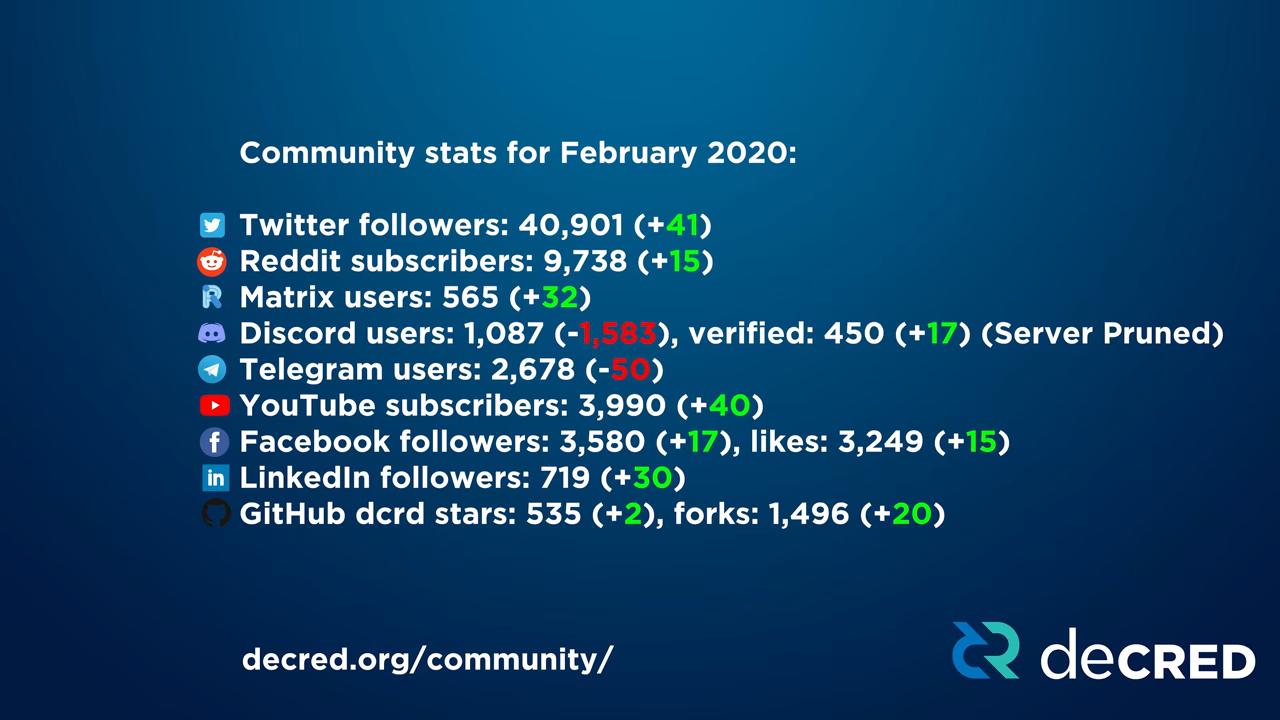 Community stats for February 2020:
Twitter followers: 40,901 (+41)
Reddit subscribers: 9,738 (+15)
Matrix users: 565 (+32)
Discord users: 1,087 (-1,583), verified: 450 (+17) (Server Pruned)
Telegram users: 2,678 (-50)
YouTube subscribers: 3,990 (+40)
Facebook followers: 3,580 (+17), likes: 3,249 (+15)
in LinkedIn followers: 719 (+30)
GitHub dcrd stars: 535 (+2), forks: 1,496 (+20)
decred.org/community/
deCRED